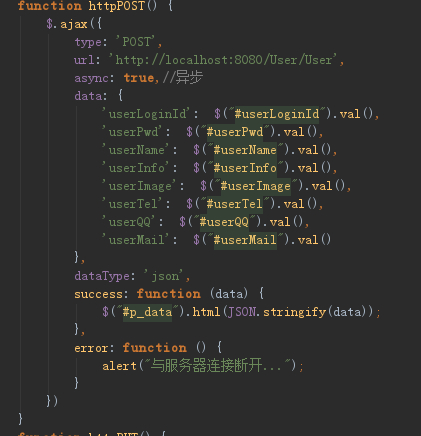 function httpPOST() {
    $.ajax({
        type: 'POST',
        url: 'http://localhost:8080/User/User',
        async: true,//异步
        data: {
            'userLoginId':  $("#userLoginId").val(),
            'userPwd':  $("#userPwd").val(),
            'userName':  $("#userName").val(),
            'userInfo':  $("#userInfo").val(),
            'userImage':  $("#userImage").val(),
            'userTel':  $("#userTel").val(),
            'userQQ':  $("#userQQ").val(),
            'userMail':  $("#userMail").val()
        },
        dataType: 'json',
        success: function (data) {
            $("#p_data").html(JSON.stringify(data));
        },
        error: function () {
            alert("与服务器连接断开...");
        }
    })
}
function httpPUT() {